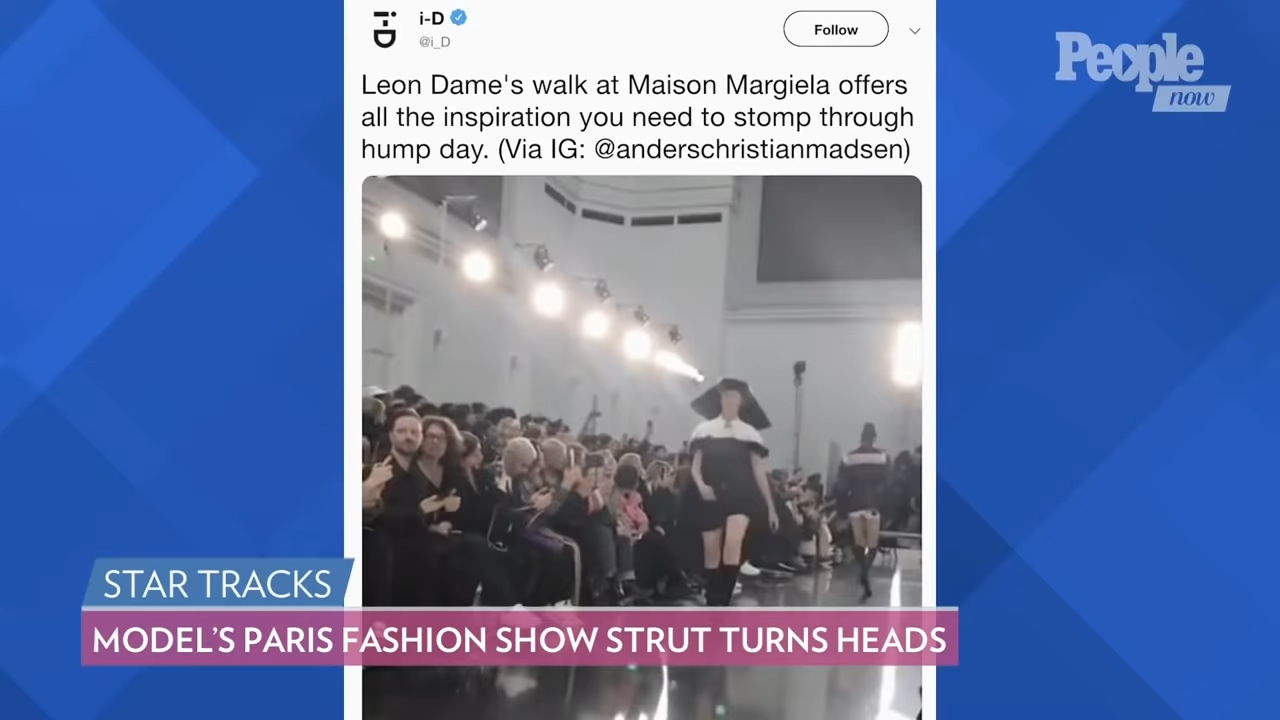 i-D
@i_D
Follow
Leon Dame's walk at Maison Margiela offers
all the inspiration you need to stomp through
hump day. (Via IG: @anderschristianmadsen)
People
now
STAR TRACKS
MODEL'S PARIS FASHION SHOW STRUT TURNS HEADS